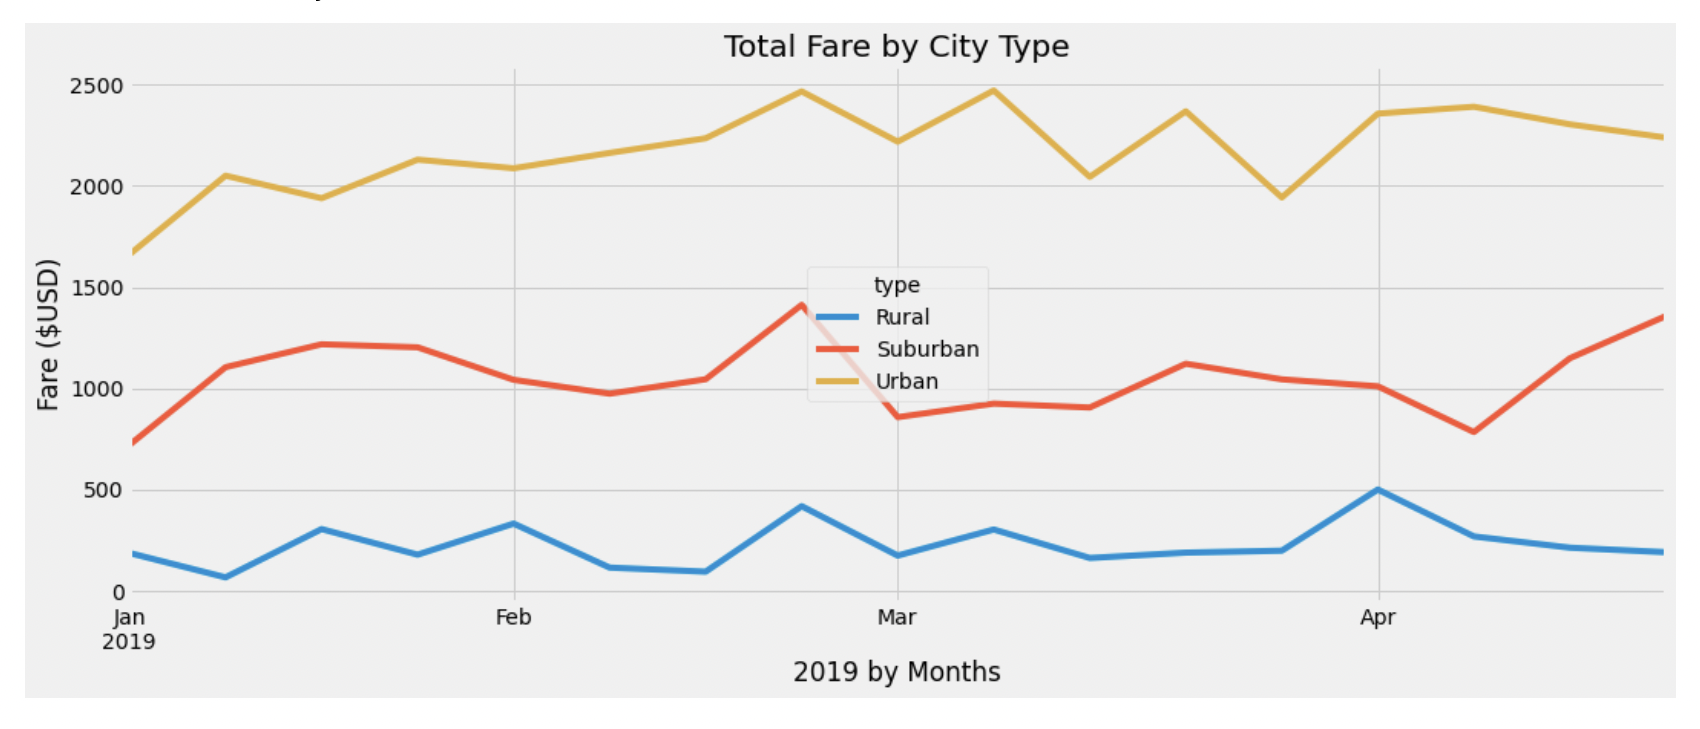 Total Fare by City Type
Fare ($USD)
2500
2000
1500
1000
500
0
type
Rural
Suburban
Urban
Jan Feb Mar Apr
2019
2019 by Months